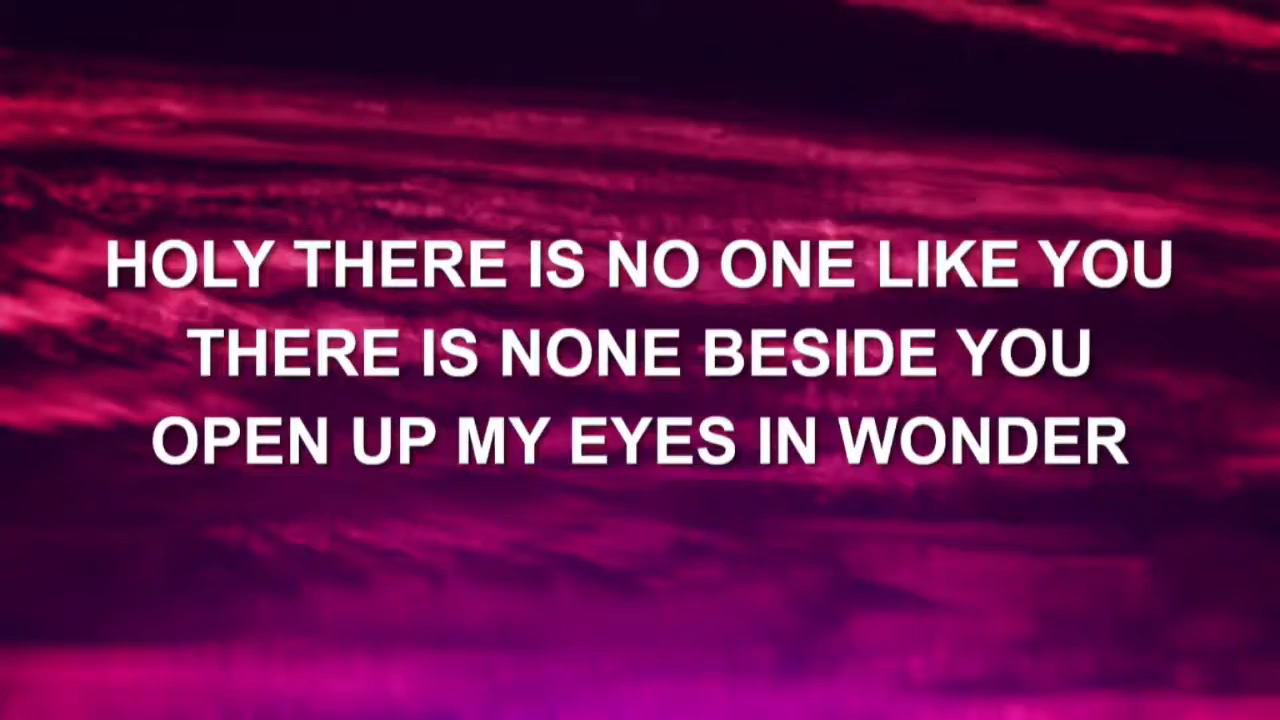 HOLY THERE IS NO ONE LIKE YOU
THERE IS NONE BESIDE YOU
OPEN UP MY EYES IN WONDER